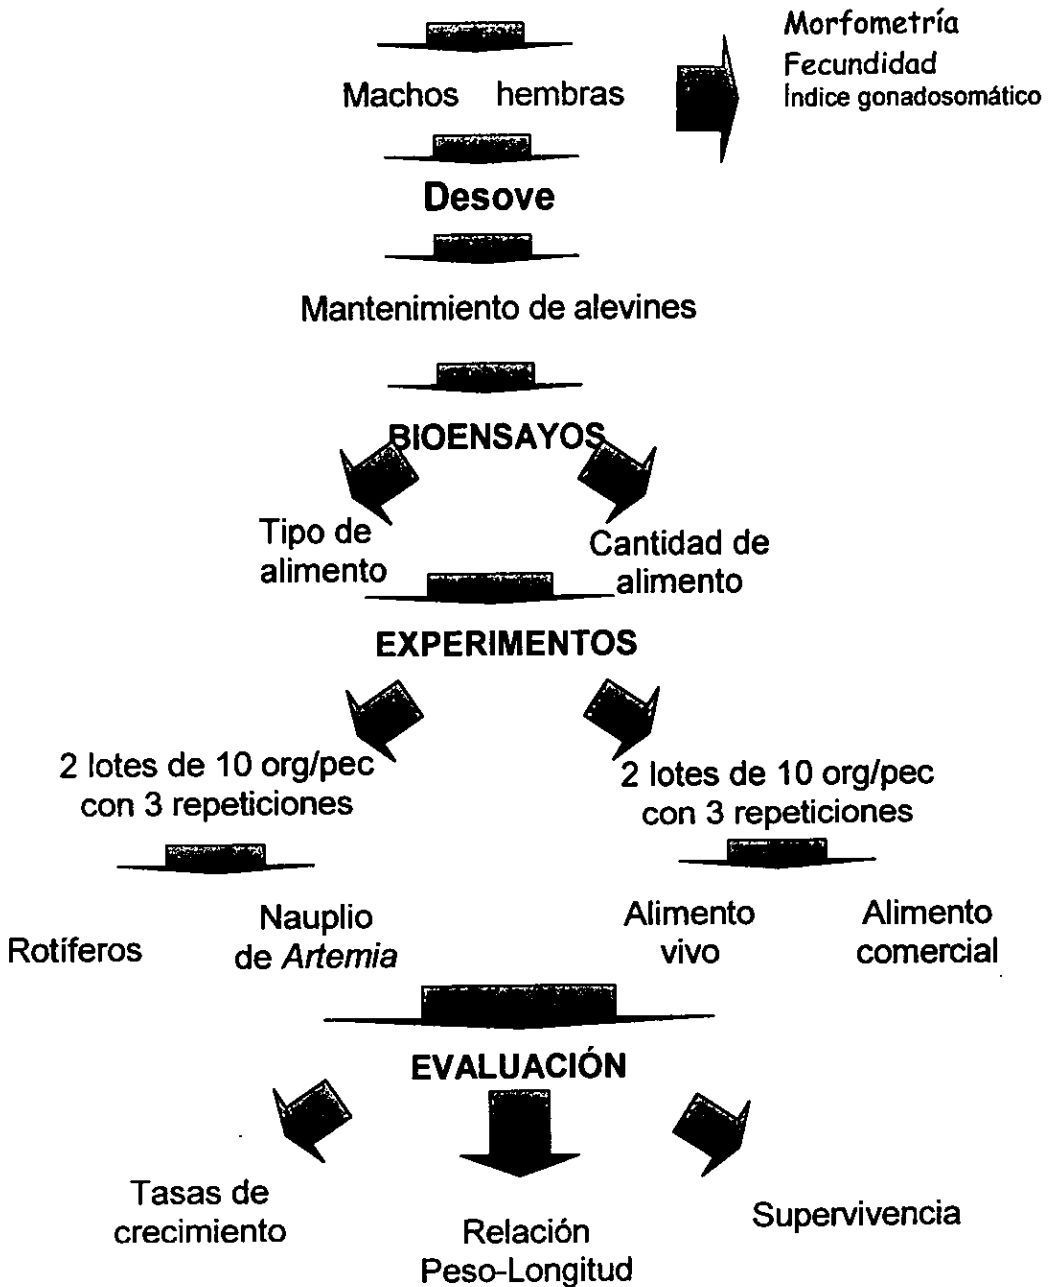 Morfometría
Fecundidad
Índice gonadosomático
Machos hembras
Desove
Mantenimiento de alevines
BIOENSAYOS
Tipo de
alimento
Cantidad de
alimento
EXPERIMENTOS
2 lotes de 10 org/pec
con 3 repeticiones
2 lotes de 10 org/pec
con 3 repeticiones
Rotíferos
Nauplio
de Artemia
Alimento
vivo
Alimento
comercial
EVALUACIÓN
Tasas de
crecimiento
Relación
Peso-Longitud
Supervivencia